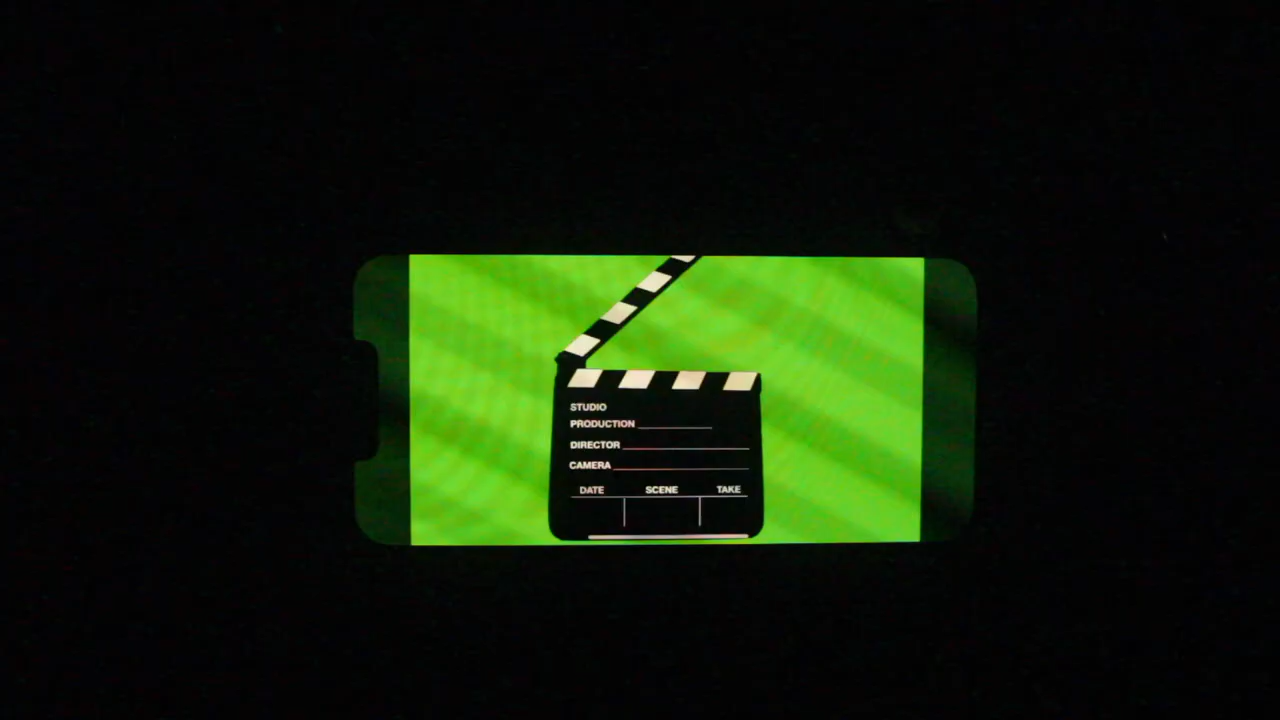 STUDIO
PRODUCTION
DIRECTOR
CAMERA
DATE SCENE TAKE